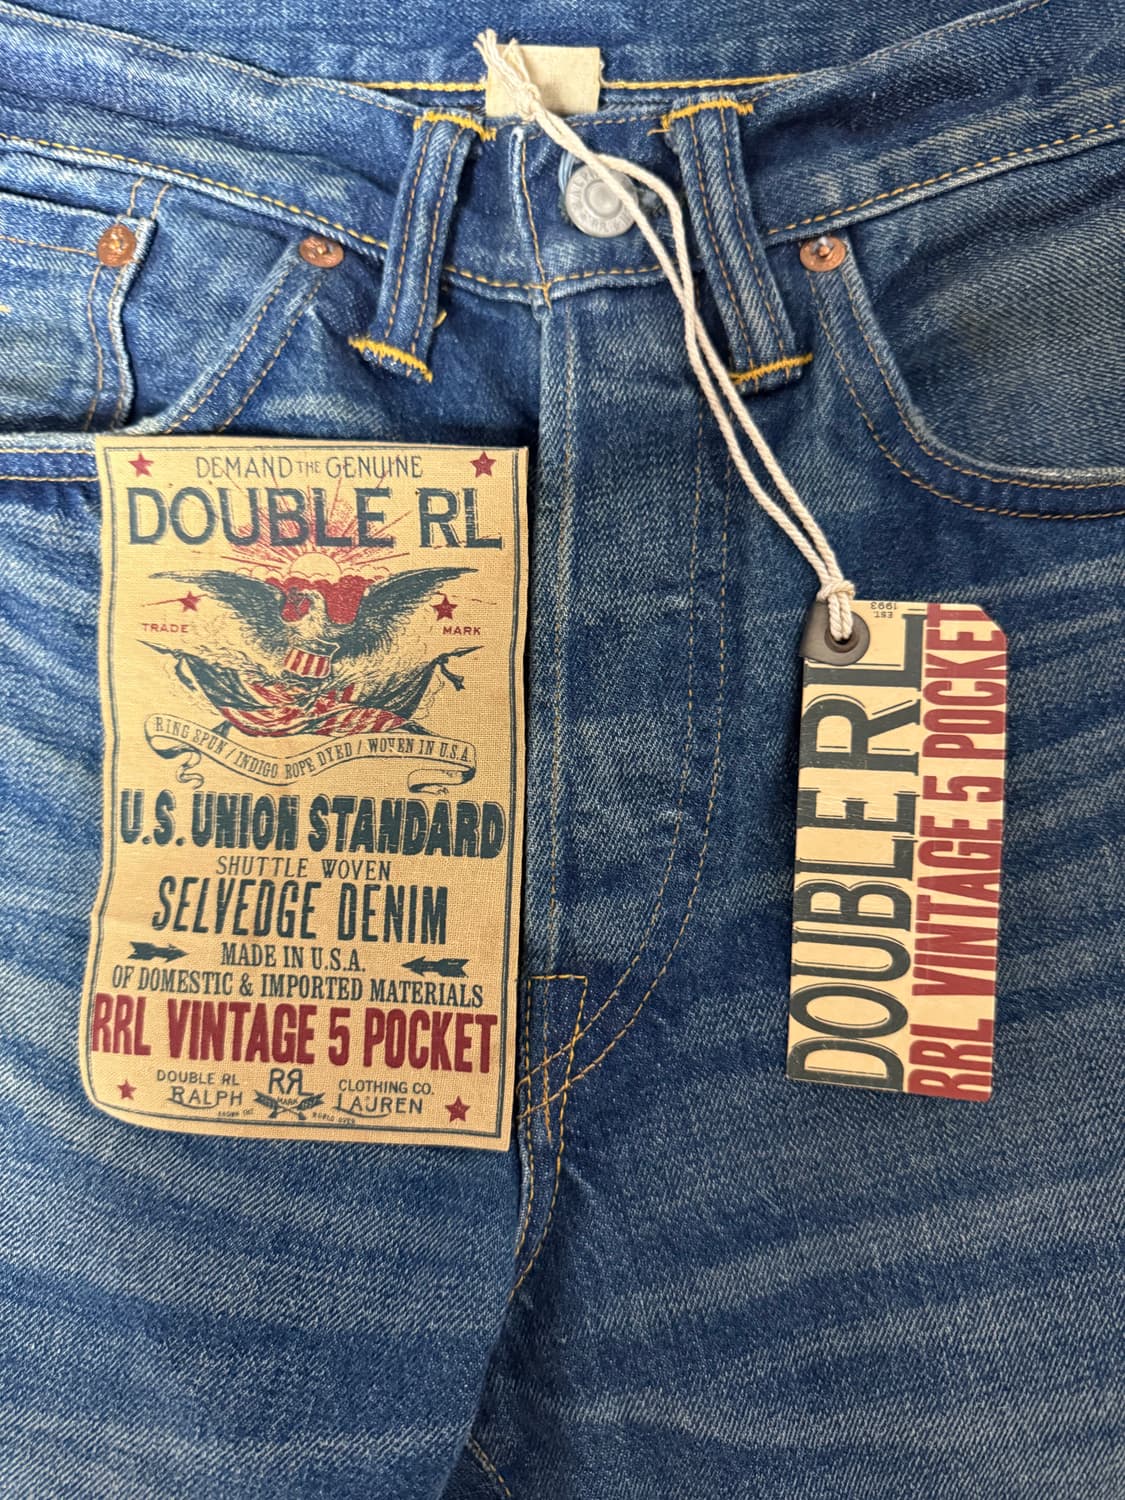 DEMAND THE GENUINE
DOUBLE RL
TRADE MARK
RING SPUN / INDIGO ROPE DYED / WOVEN IN U.S.A.
U.S. UNION STANDARD
SHUTTLE WOVEN
SELVEDGE DENIM
MADE IN U.S.A.
OF DOMESTIC & IMPORTED MATERIALS
RRL VINTAGE 5 POCKET
DOUBLE RL RRL CLOTHING CO.
RALPH LAUREN
EST.
1993
DOUBLE RL
RRL VINTAGE 5 POCKET